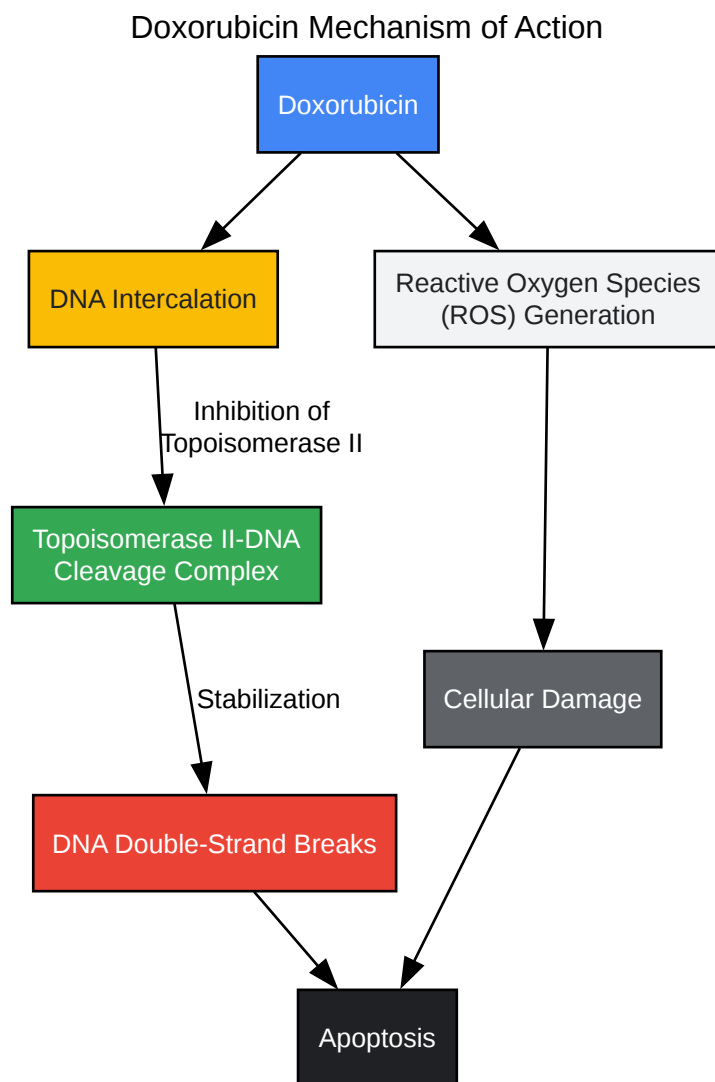 Doxorubicin Mechanism of Action
Doxorubicin
DNA Intercalation
Reactive Oxygen Species
(ROS) Generation
Inhibition of
Topoisomerase II
Topoisomerase II-DNA
Cleavage Complex
Stabilization
Cellular Damage
DNA Double-Strand Breaks
Apoptosis